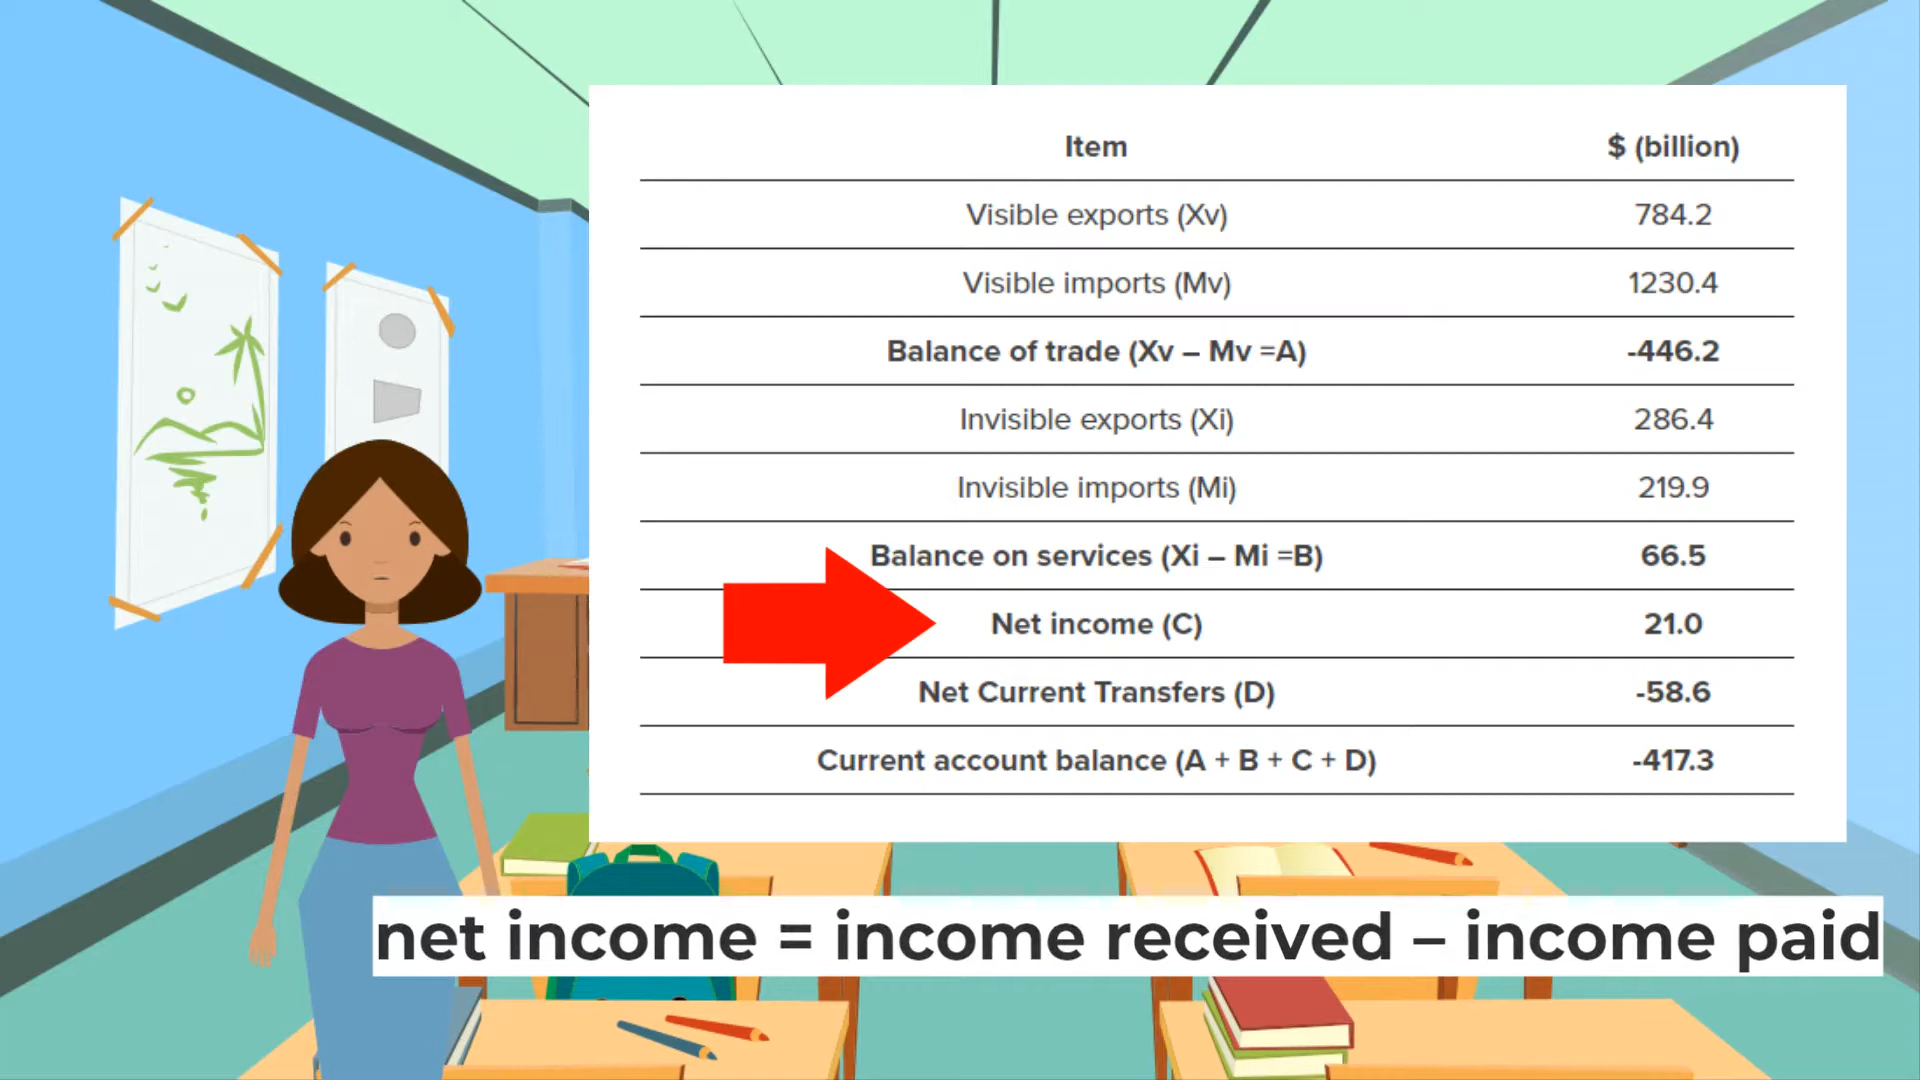 Item $ (billion)
Visible exports (Xv) 784.2
Visible imports (Mv) 1230.4
Balance of trade (Xv – Mv =A) -446.2
Invisible exports (Xi) 286.4
Invisible imports (Mi) 219.9
Balance on services (Xi – Mi =B) 66.5
Net income (C) 21.0
Net Current Transfers (D) -58.6
Current account balance (A + B + C + D) -417.3
net income = income received – income paid